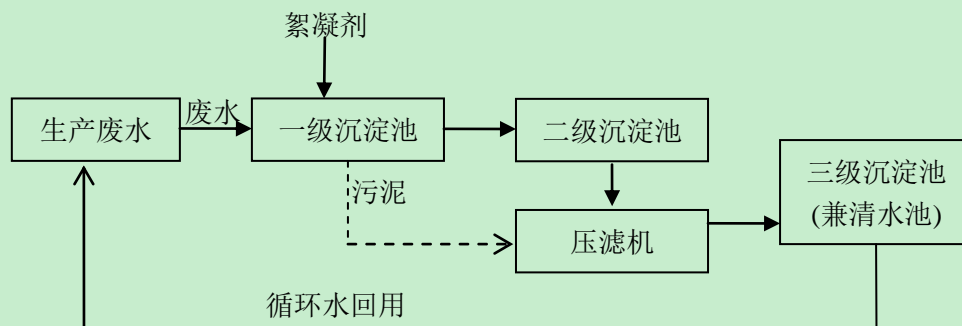 絮凝剂
生产废水
废水
一级沉淀池
二级沉淀池
三级沉淀池
(兼清水池)
污泥
压滤机
循环水回用